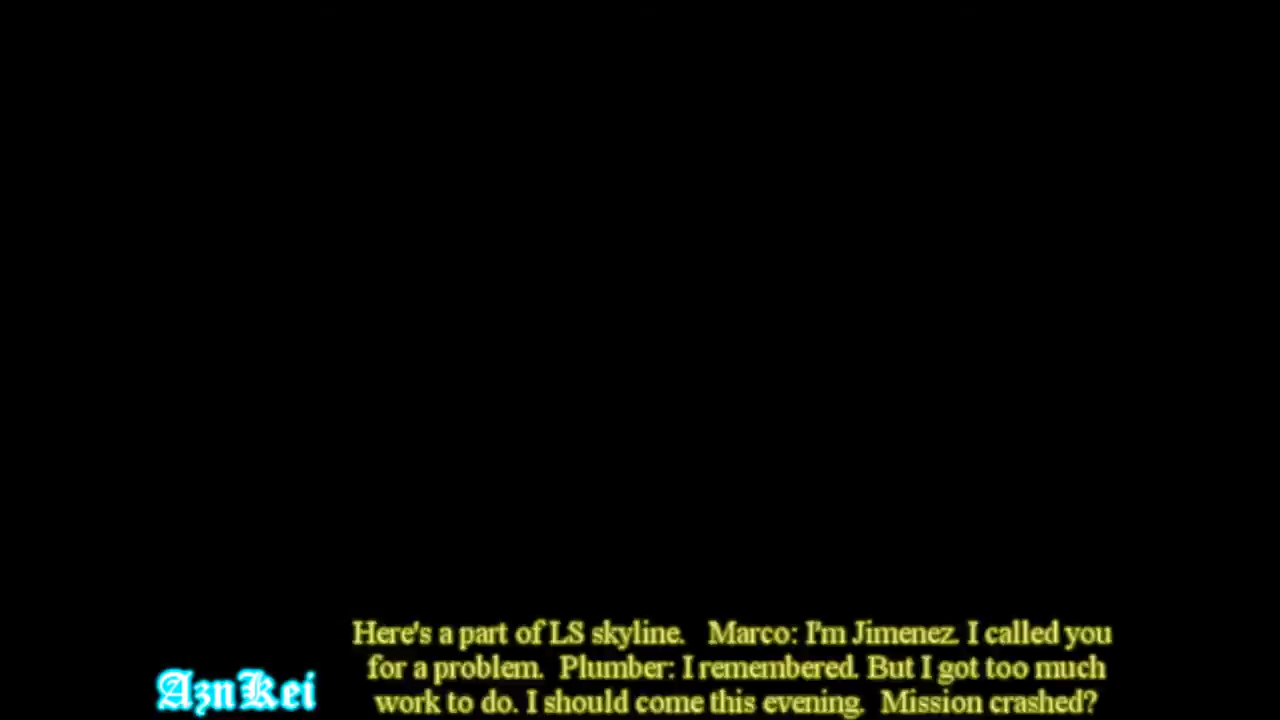 Here's a part of LS skyline. Marco: I'm Jimenez. I called you
for a problem. Plumber: I remembered. But I got too much
work to do. I should come this evening. Mission crashed?
AznKei